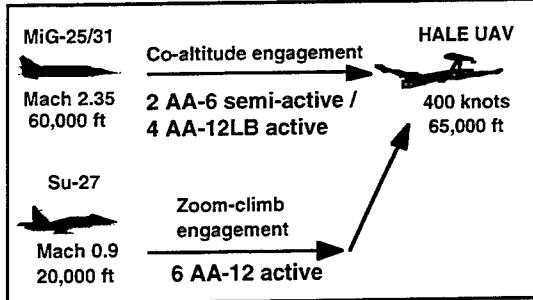 MiG-25/31
Mach 2.35
60,000 ft
Co-altitude engagement
2 AA-6 semi-active /
4 AA-12LB active
HALE UAV
400 knots
65,000 ft
Su-27
Mach 0.9
20,000 ft
Zoom-climb
engagement
6 AA-12 active